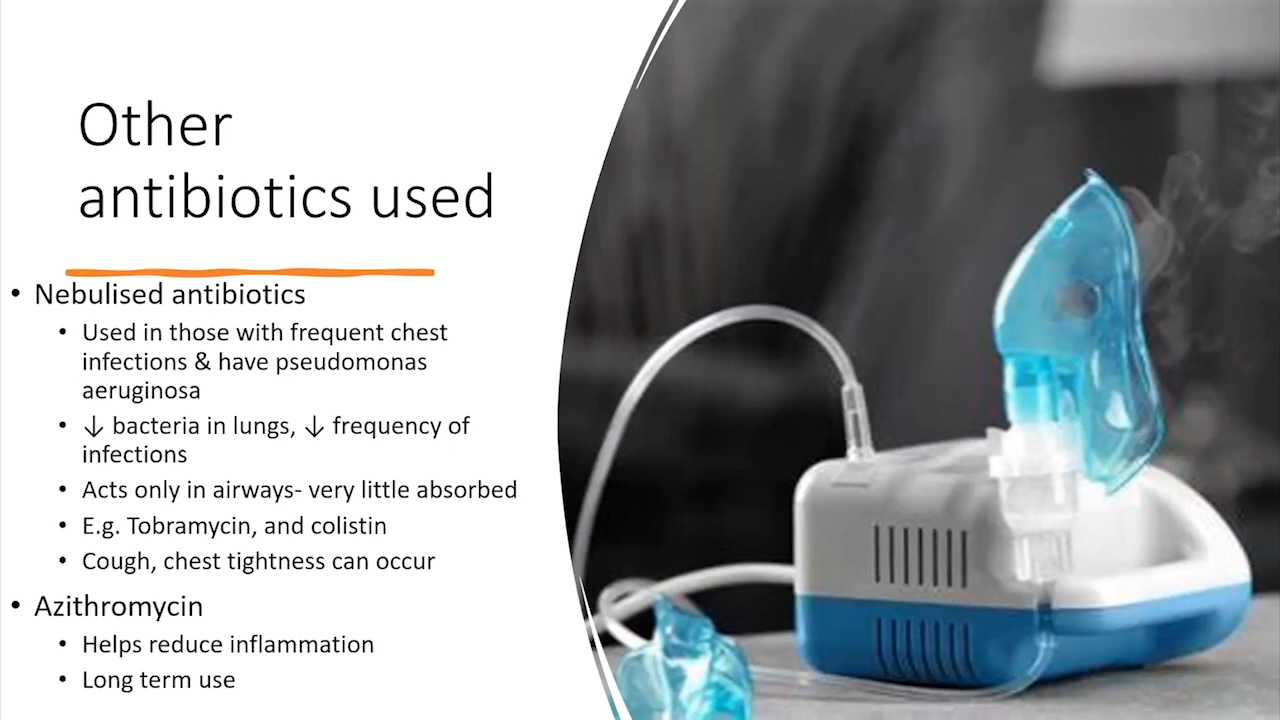 Other
antibiotics used
• Nebulised antibiotics
• Used in those with frequent chest
infections & have pseudomonas
aeruginosa
• ↓ bacteria in lungs, ↓ frequency of
infections
• Acts only in airways- very little absorbed
• E.g. Tobramycin, and colistin
• Cough, chest tightness can occur
• Azithromycin
• Helps reduce inflammation
• Long term use